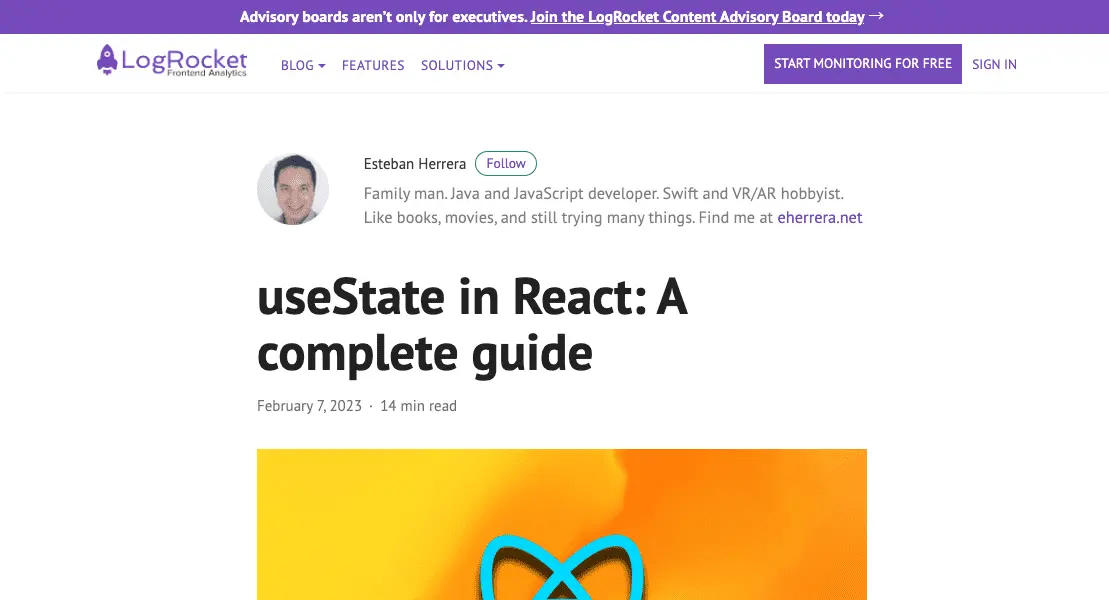 Advisory boards aren’t only for executives. Join the LogRocket Content Advisory Board today →
LogRocket
Frontend Analytics
BLOG
FEATURES
SOLUTIONS
START MONITORING FOR FREE
SIGN IN
Esteban Herrera
Follow
Family man. Java and JavaScript developer. Swift and VR/AR hobbyist.
Like books, movies, and still trying many things. Find me at eherrera.net
useState in React: A
complete guide
February 7, 2023 · 14 min read